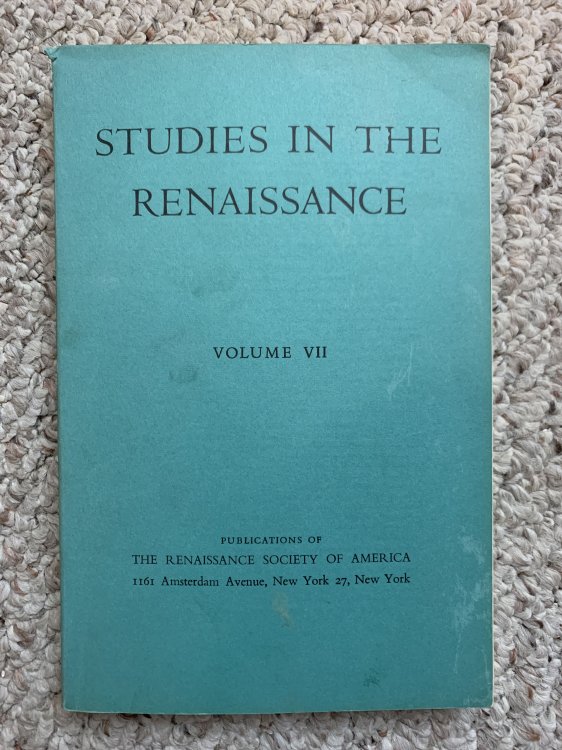 STUDIES IN THE
RENAISSANCE
VOLUME VII
PUBLICATIONS OF
THE RENAISSANCE SOCIETY OF AMERICA
1161 Amsterdam Avenue, New York 27, New York